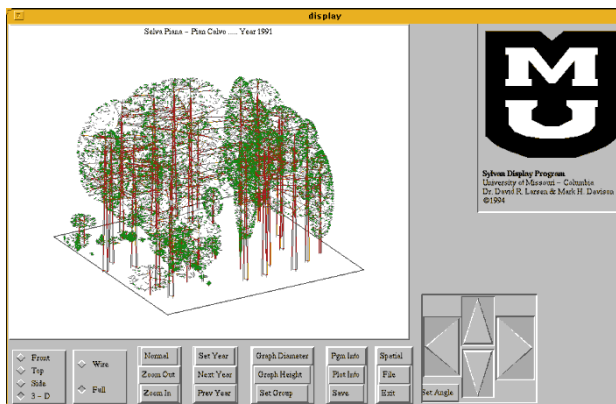 display
Selva Piana - Pian Calvo .... Year 1991
MU
Sylvan Display Program
University of Missouri - Columbia
Dr. David R. Larsen & Mark H. Davison
©1994
Front
Top
Side
3 - D
Wire
Full
Normal
Set Year
Graph Diameter
Pgm Info
Spatial
Zoom Out
Next Year
Graph Height
Plot Info
File
Zoom In
Prev Year
Set Group
Save
Exit
Set Angle